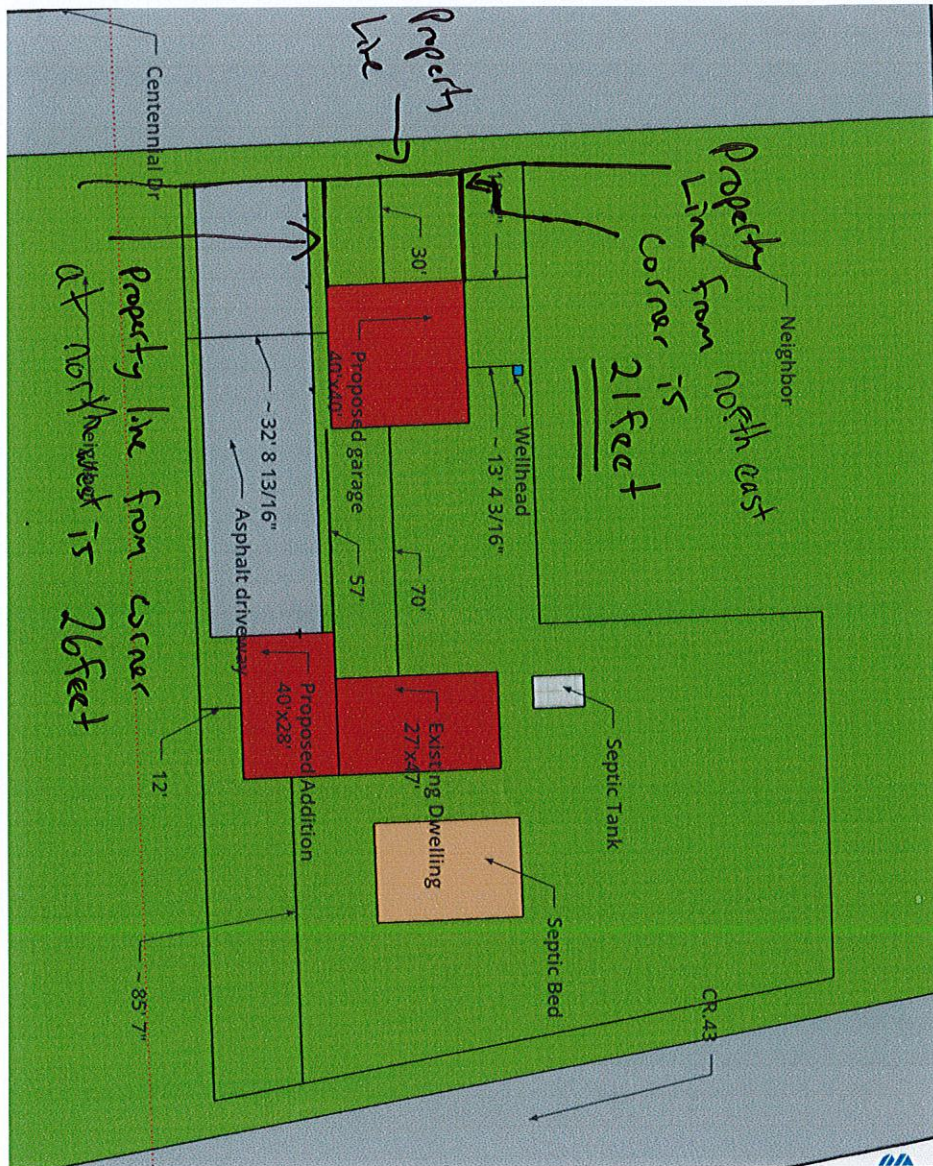 Property
Line
Property
Line from north east
corner is
21 feet
Neighbor
CR.43
Septic Tank
Septic Bed
Wellhead
~ 13' 4 3/16"
30'
Proposed garage
40'x40'
70'
57'
Existing Dwelling
27'x47'
Proposed Addition
40'x28'
~32' 8 13/16"
Asphalt driveway
12'
~85' 7"
Centennial Dr
Property line from corner
at north west is 26 feet
Neighbor